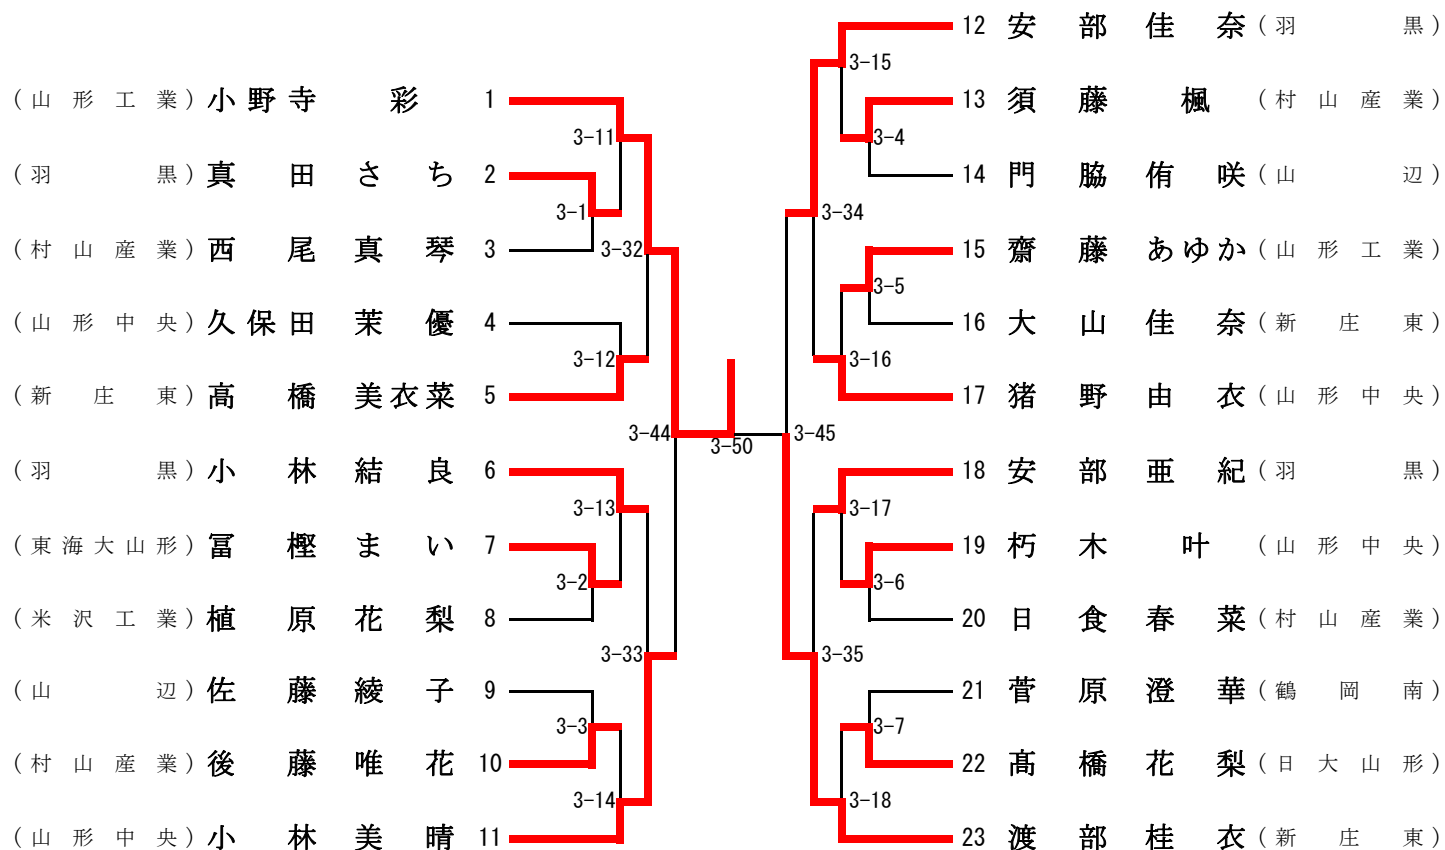 (山形工業) 小野寺 彩 1
(羽黒) 真田さち 2
(村山産業) 西尾真琴 3
(山形中央) 久保田茉優 4
(新庄東) 高橋美衣菜 5
(羽黒) 小林結良 6
(東海大山形) 冨樫まい 7
(米沢工業) 植原花梨 8
(山辺) 佐藤綾子 9
(村山産業) 後藤唯花 10
(山形中央) 小林美晴 11
3-11
3-1
3-32
3-12
3-44
3-13
3-2
3-33
3-3
3-14
3-50
3-15
3-4
3-34
3-5
3-16
3-45
3-17
3-6
3-35
3-7
3-18
12 安部佳奈 (羽黒)
13 須藤 楓 (村山産業)
14 門脇侑咲 (山辺)
15 齋藤あゆか (山形工業)
16 大山佳奈 (新庄東)
17 猪野由衣 (山形中央)
18 安部亜紀 (羽黒)
19 朽木 叶 (山形中央)
20 日食春菜 (村山産業)
21 菅原澄華 (鶴岡南)
22 髙橋花梨 (日大山形)
23 渡部桂衣 (新庄東)